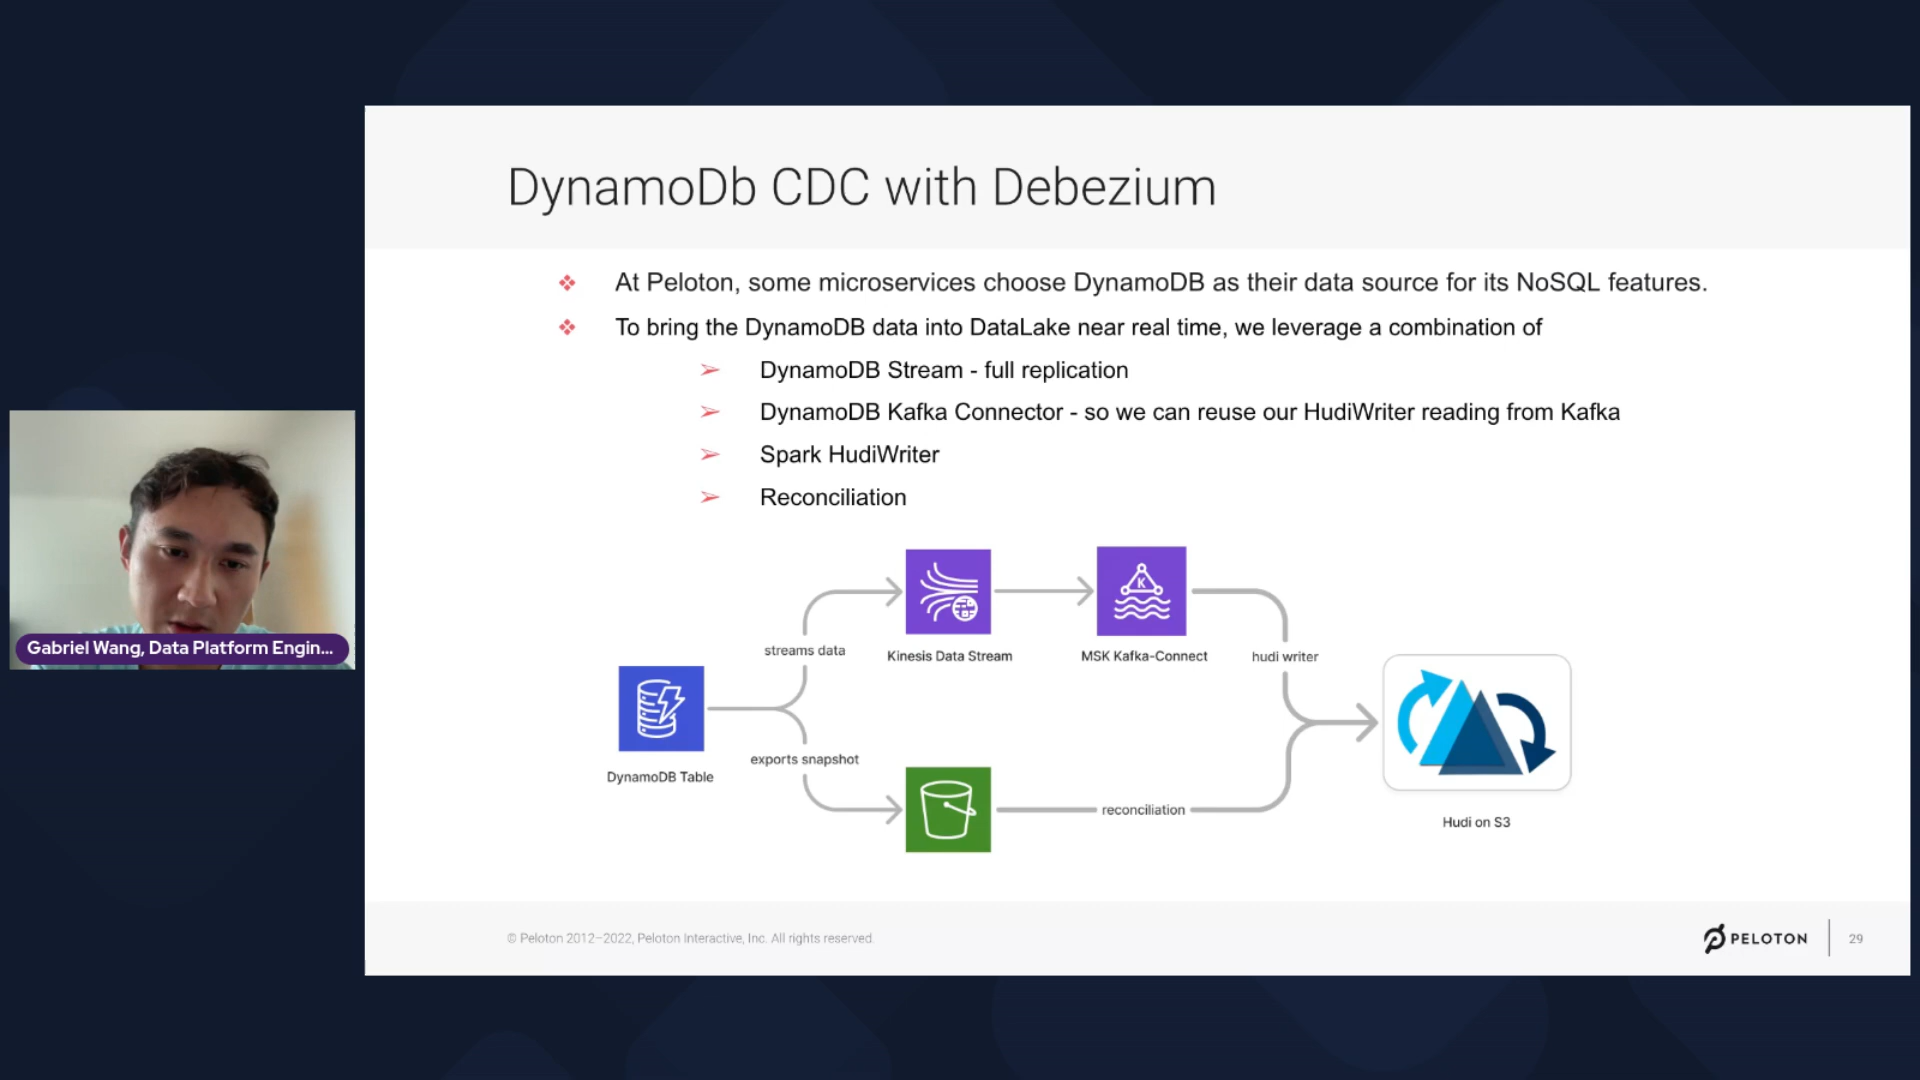 DynamoDb CDC with Debezium
At Peloton, some microservices choose DynamoDB as their data source for its NoSQL features.
To bring the DynamoDB data into DataLake near real time, we leverage a combination of
DynamoDB Stream - full replication
DynamoDB Kafka Connector - so we can reuse our HudiWriter reading from Kafka
Spark HudiWriter
Reconciliation
K
streams data
Kinesis Data Stream
MSK Kafka-Connect
hudi writer
exports snapshot
DynamoDB Table
reconciliation
Hudi on S3
Gabriel Wang, Data Platform Engin...
© Peloton 2012–2022, Peloton Interactive, Inc. All rights reserved.
PELOTON
29